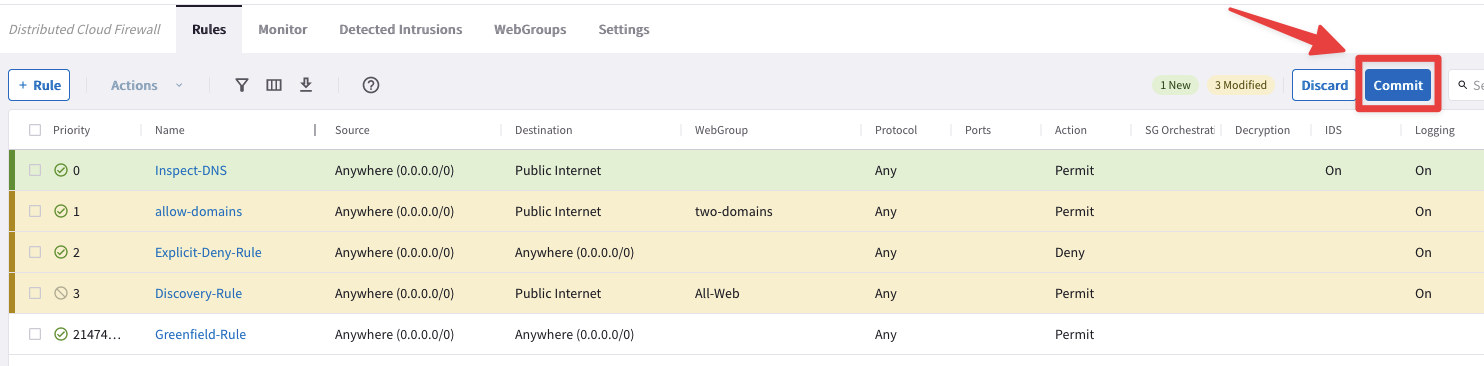 Distributed Cloud Firewall Rules Monitor Detected Intrusions WebGroups Settings
+ Rule Actions 1 New 3 Modified Discard Commit
Priority Name Source Destination WebGroup Protocol Ports Action SG Orchestrati Decryption IDS Logging
0 Inspect-DNS Anywhere (0.0.0.0/0) Public Internet Any Permit On On
1 allow-domains Anywhere (0.0.0.0/0) Public Internet two-domains Any Permit On
2 Explicit-Deny-Rule Anywhere (0.0.0.0/0) Anywhere (0.0.0.0/0) Any Deny On
3 Discovery-Rule Anywhere (0.0.0.0/0) Public Internet All-Web Any Permit On
21474... Greenfield-Rule Anywhere (0.0.0.0/0) Anywhere (0.0.0.0/0) Any Permit